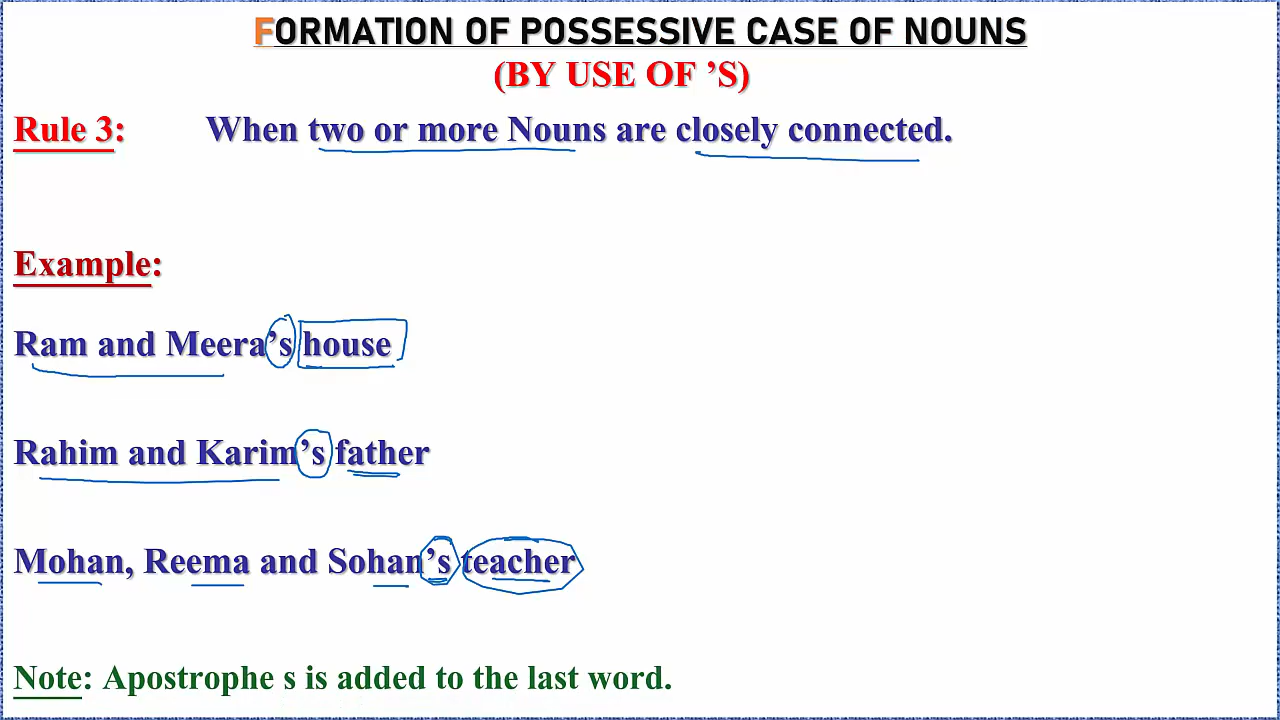 FORMATION OF POSSESSIVE CASE OF NOUNS
(BY USE OF ’S)
Rule 3: When two or more Nouns are closely connected.
Example:
Ram and Meera’s house
Rahim and Karim’s father
Mohan, Reema and Sohan’s teacher
Note: Apostrophe s is added to the last word.